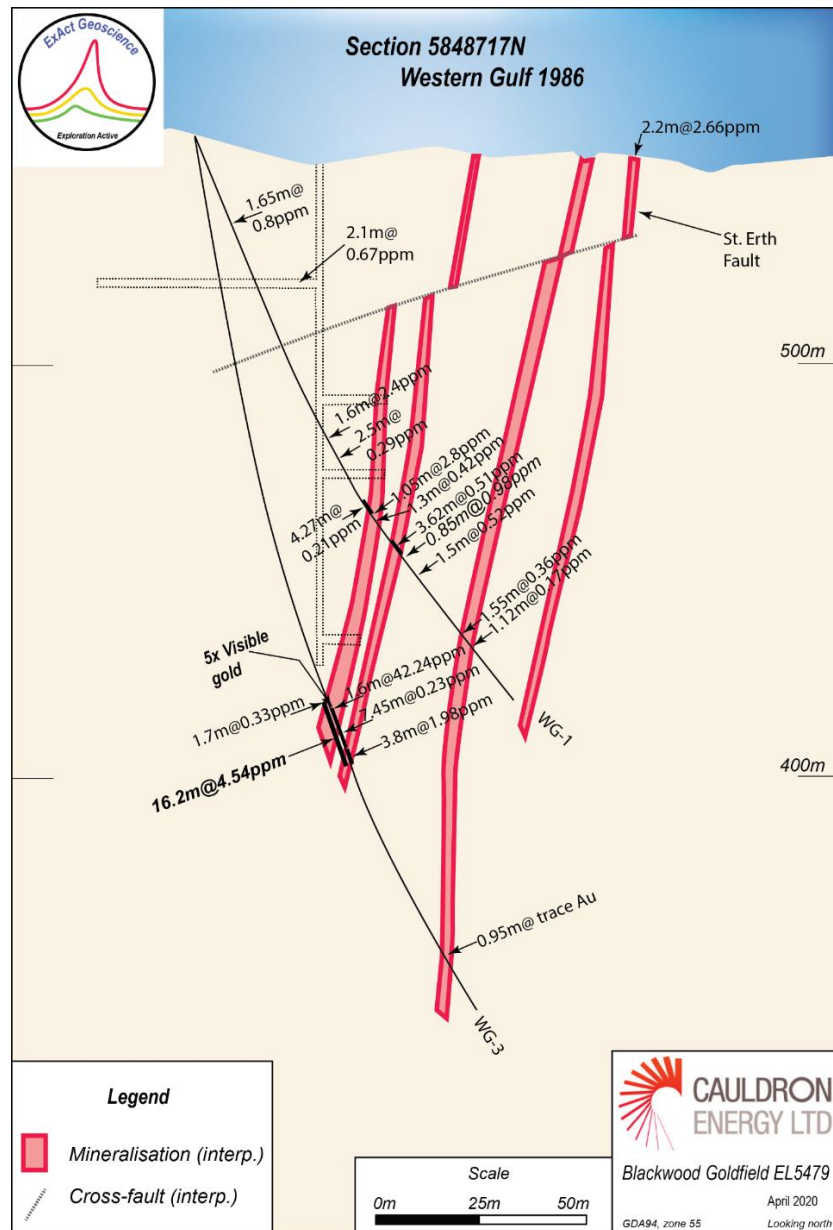 ExAct Geoscience
Exploration Active
Section 5848717N
Western Gulf 1986
2.2m@2.66ppm
1.65m@
0.8ppm
2.1m@
0.67ppm
St. Erth
Fault
500m
1.6m@2.4ppm
2.5m@
0.29ppm
1.05m@2.8ppm
1.3m@0.42ppm
3.62m@0.51ppm
0.85m@0.980pm
1.5m@0.52ppm
4.27m@
0.21ppm
1.55m@0.36ppm
1.12m@0.17ppm
5x Visible
gold
1.6m@42.24ppm
7.45m@0.23ppm
3.8m@1.98ppm
1.7m@0.33ppm
16.2m@4.54ppm
WG-1
400m
0.95m@ trace Au
WG-3
Legend
Mineralisation (interp.)
Cross-fault (interp.)
Scale
0m 25m 50m
CAULDRON
ENERGY LTD
Blackwood Goldfield EL5479
April 2020
GDA94, zone 55 Looking north